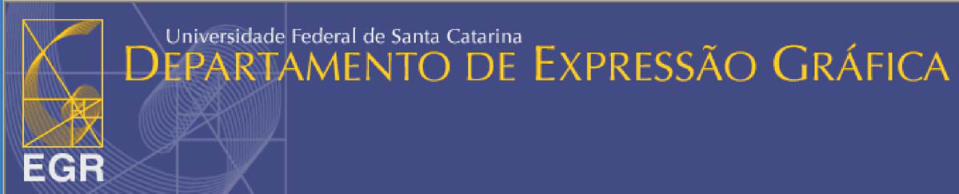 Universidade Federal de Santa Catarina
DEPARTAMENTO DE EXPRESSÃO GRÁFICA
EGR